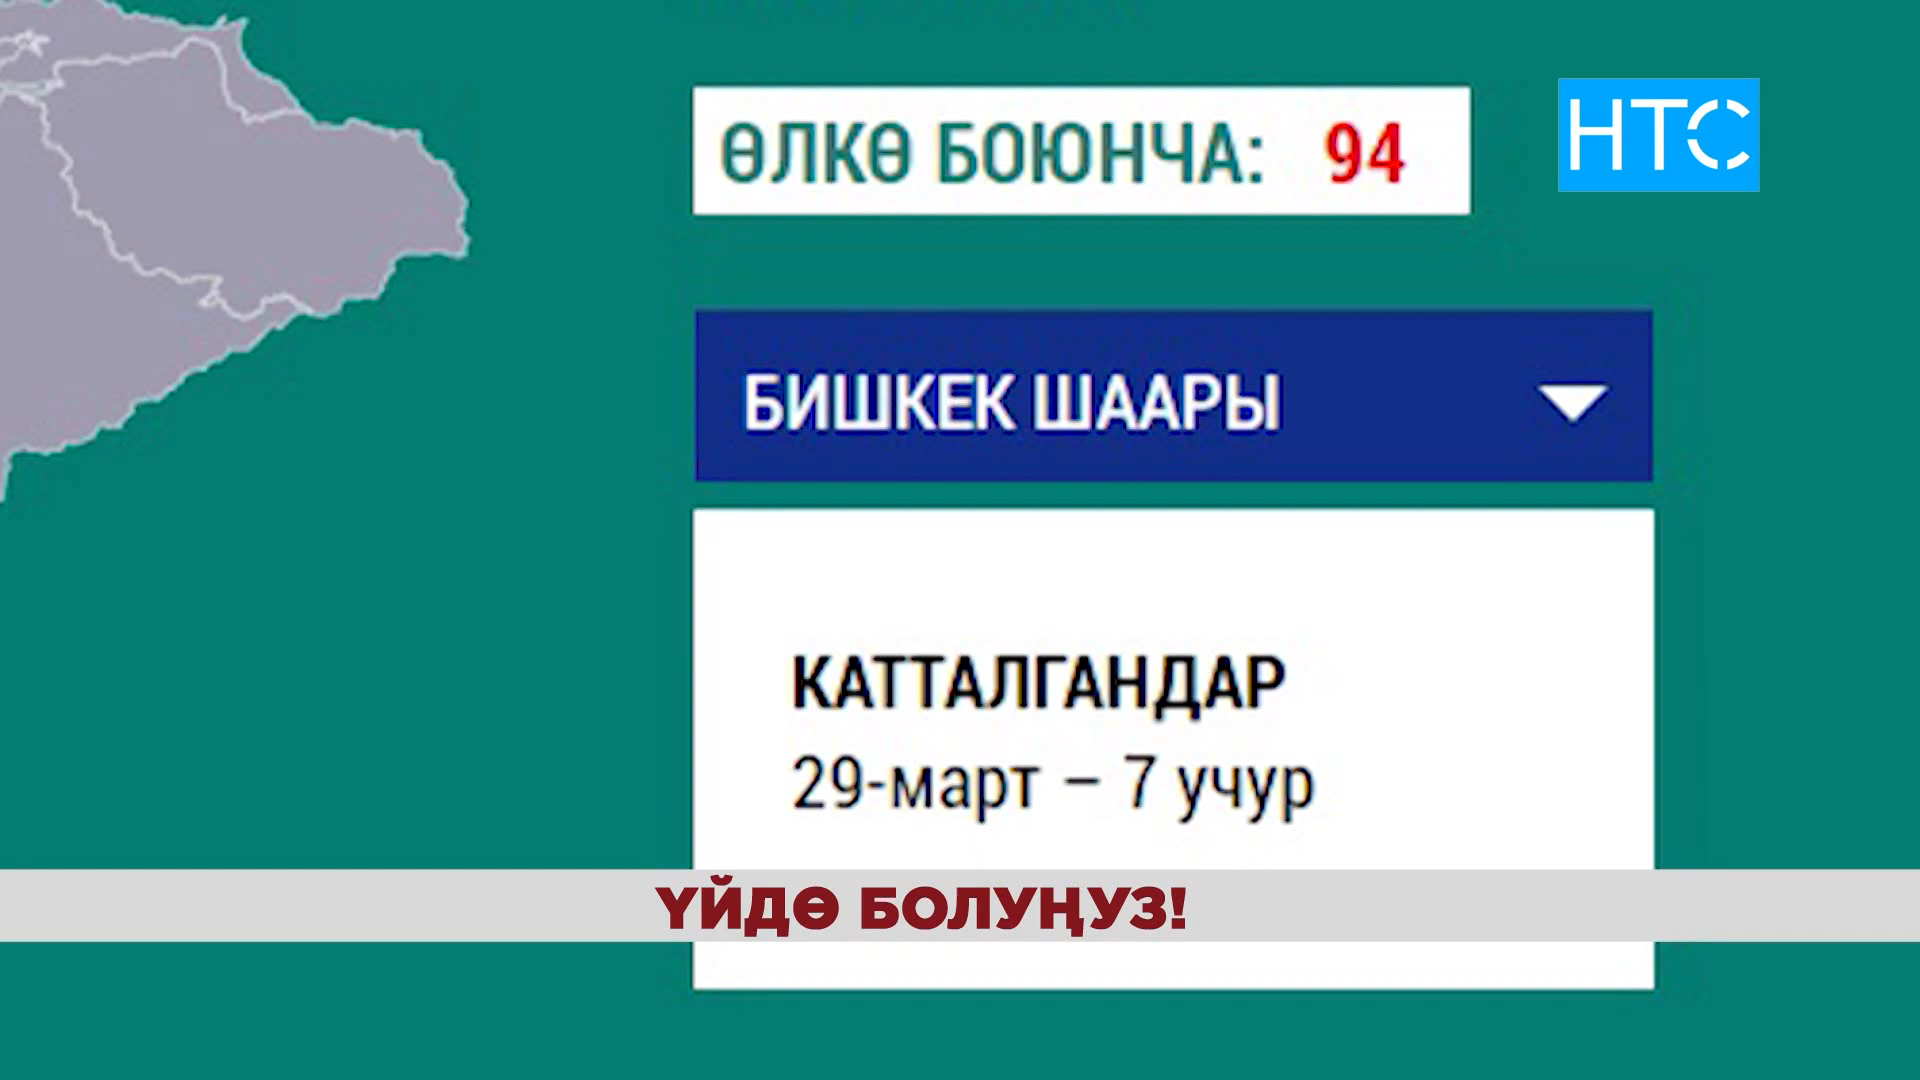 ӨЛКӨ БОЮНЧА: 94
НТС
БИШКЕК ШААРЫ
КАТТАЛГАНДАР
29-март – 7 учур
ҮЙДӨ БОЛУҢУЗ!